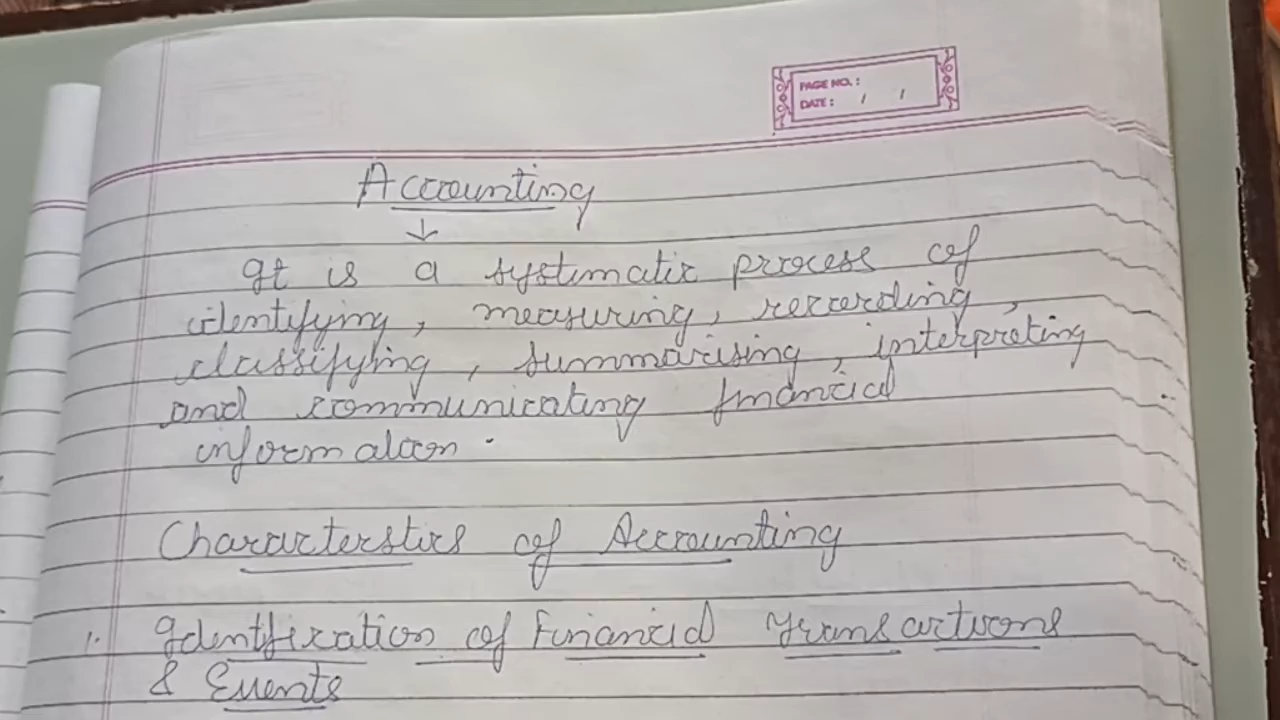 PAGE NO. :
DATE : / /
Accounting
↓
It is a systematic process of
identifying, measuring, recording,
classifying, summarising, interpreting
and communicating financial
information.
Characterstics of Accounting
1. Identification of Financial Transactions
& Events